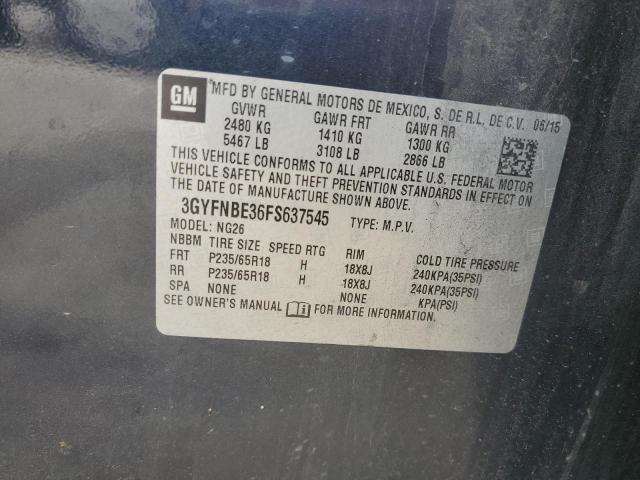 GM
MFD BY GENERAL MOTORS DE MEXICO, S. DE R.L. DE C.V. 06/15
GVWR GAWR FRT GAWR RR
2480 KG 1410 KG 1300 KG
5467 LB 3108 LB 2866 LB
THIS VEHICLE CONFORMS TO ALL APPLICABLE U.S. FEDERAL MOTOR
VEHICLE SAFETY AND THEFT PREVENTION STANDARDS IN EFFECT ON
THE DATE OF MANUFACTURE SHOWN ABOVE.
3GYFNBE36FS637545 TYPE: M.P.V.
MODEL: NG26
NBBM TIRE SIZE SPEED RTG RIM COLD TIRE PRESSURE
FRT P235/65R18 H 18X8J 240KPA(35PSI)
RR P235/65R18 H 18X8J 240KPA(35PSI)
SPA NONE NONE KPA(PSI)
SEE OWNER'S MANUAL FOR MORE INFORMATION.